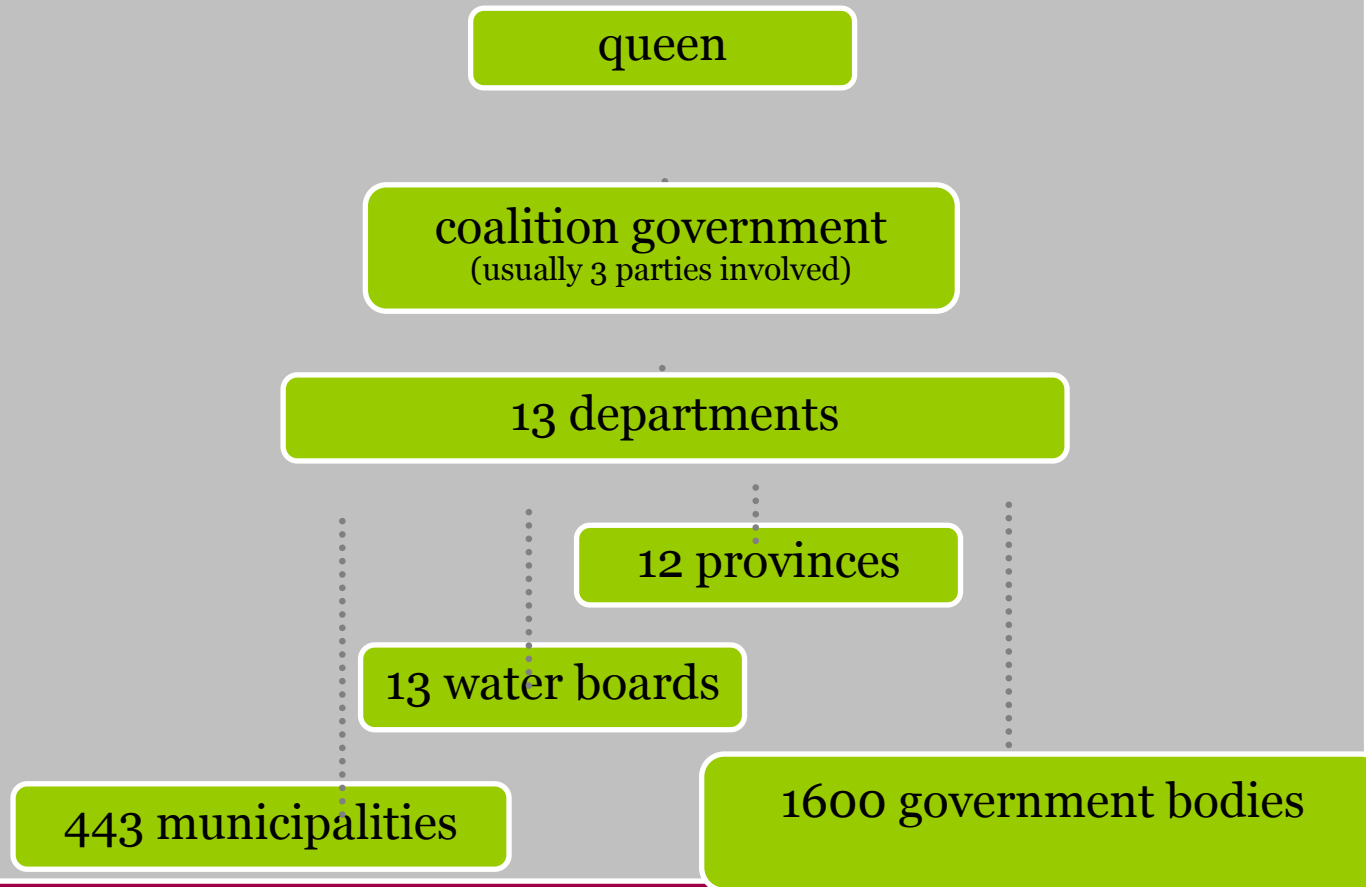 queen
coalition government
(usually 3 parties involved)
13 departments
12 provinces
13 water boards
443 municipalities
1600 government bodies